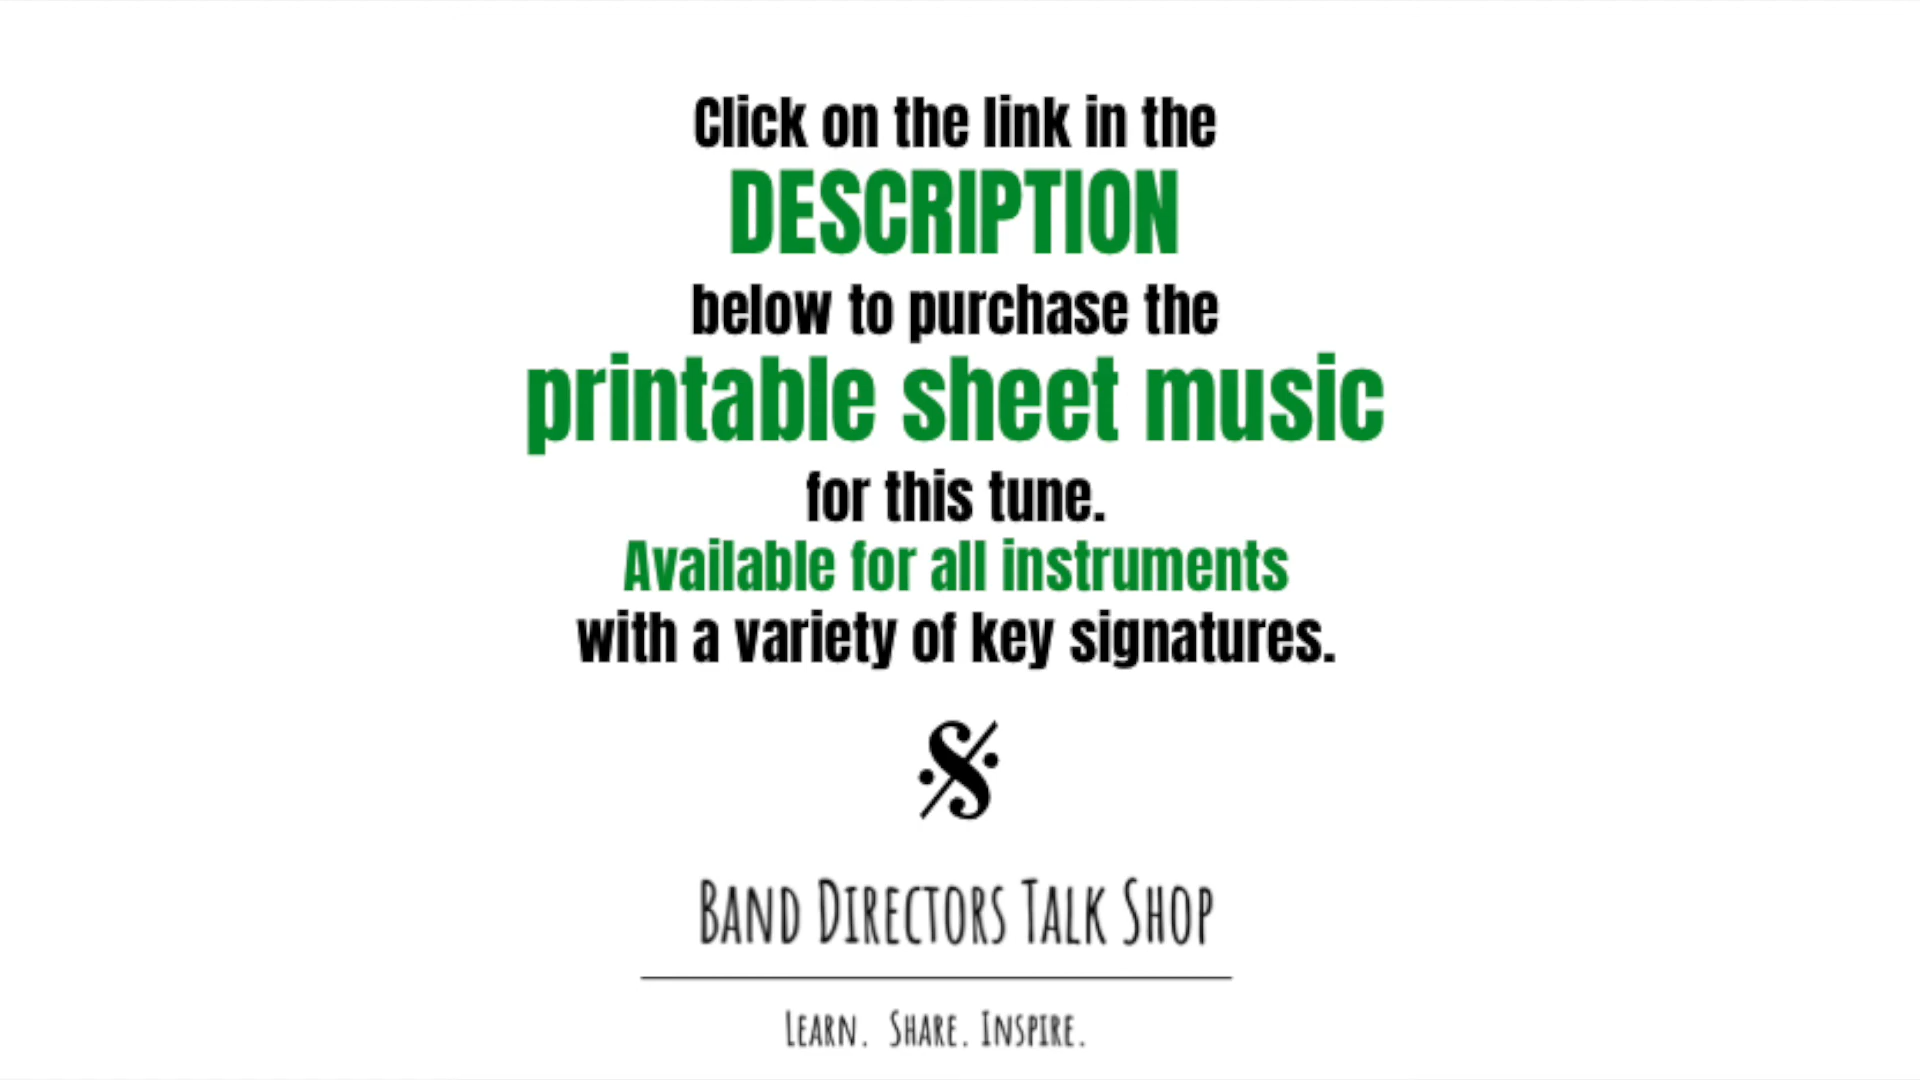 Click on the link in the
DESCRIPTION
below to purchase the
printable sheet music
for this tune.
Available for all instruments
with a variety of key signatures.
BAND DIRECTORS TALK SHOP
LEARN. SHARE. INSPIRE.